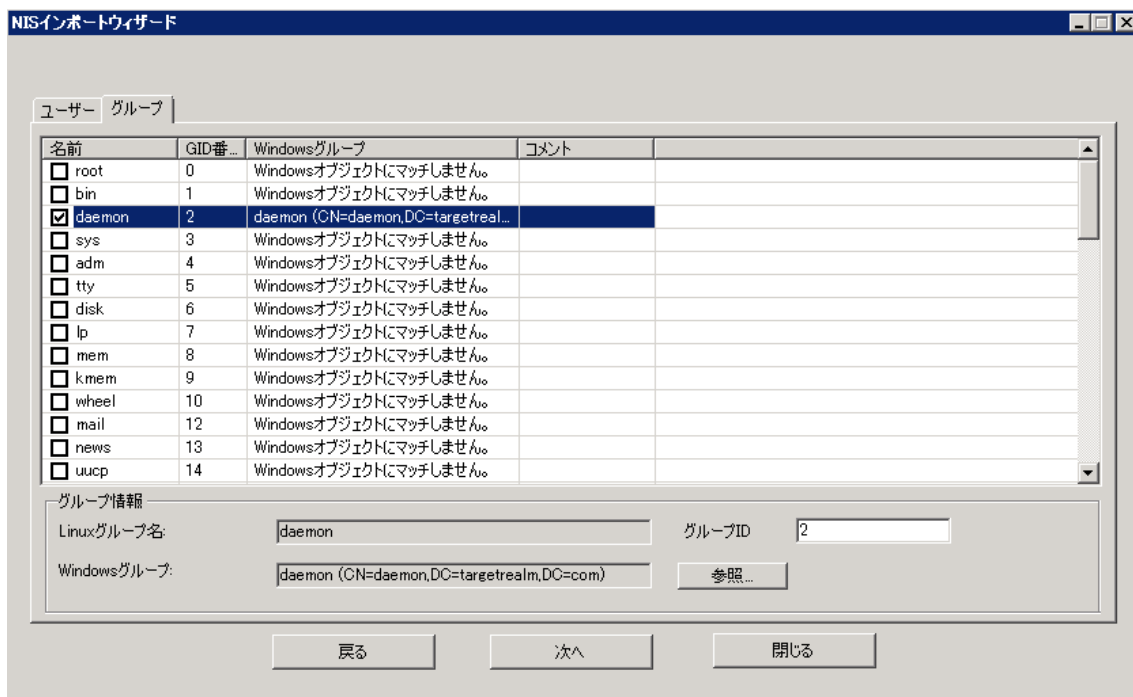 NISインポートウィザード
ユーザー グループ
名前 GID番... Windowsグループ コメント
root 0 Windowsオブジェクトにマッチしません。
bin 1 Windowsオブジェクトにマッチしません。
daemon 2 daemon (CN=daemon,DC=targetreal...
sys 3 Windowsオブジェクトにマッチしません。
adm 4 Windowsオブジェクトにマッチしません。
tty 5 Windowsオブジェクトにマッチしません。
disk 6 Windowsオブジェクトにマッチしません。
lp 7 Windowsオブジェクトにマッチしません。
mem 8 Windowsオブジェクトにマッチしません。
kmem 9 Windowsオブジェクトにマッチしません。
wheel 10 Windowsオブジェクトにマッチしません。
mail 12 Windowsオブジェクトにマッチしません。
news 13 Windowsオブジェクトにマッチしません。
uucp 14 Windowsオブジェクトにマッチしません。
グループ情報
Linuxグループ名: daemon グループID 2
Windowsグループ: daemon (CN=daemon,DC=targetrealm,DC=com) 参照...
戻る 次へ 閉じる